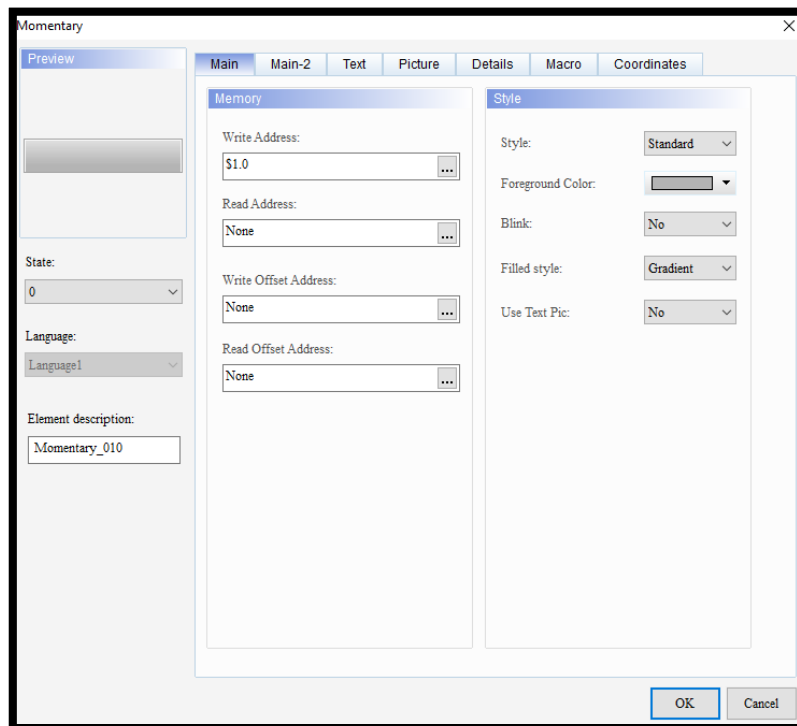 Momentary
Preview
State:
0
Language:
Language1
Element description:
Momentary_010
Main Main-2 Text Picture Details Macro Coordinates
Memory
Write Address:
$1.0
...
Read Address:
None
...
Write Offset Address:
None
...
Read Offset Address:
None
...
Style
Style: Standard
Foreground Color:
Blink: No
Filled style: Gradient
Use Text Pic: No
OK Cancel